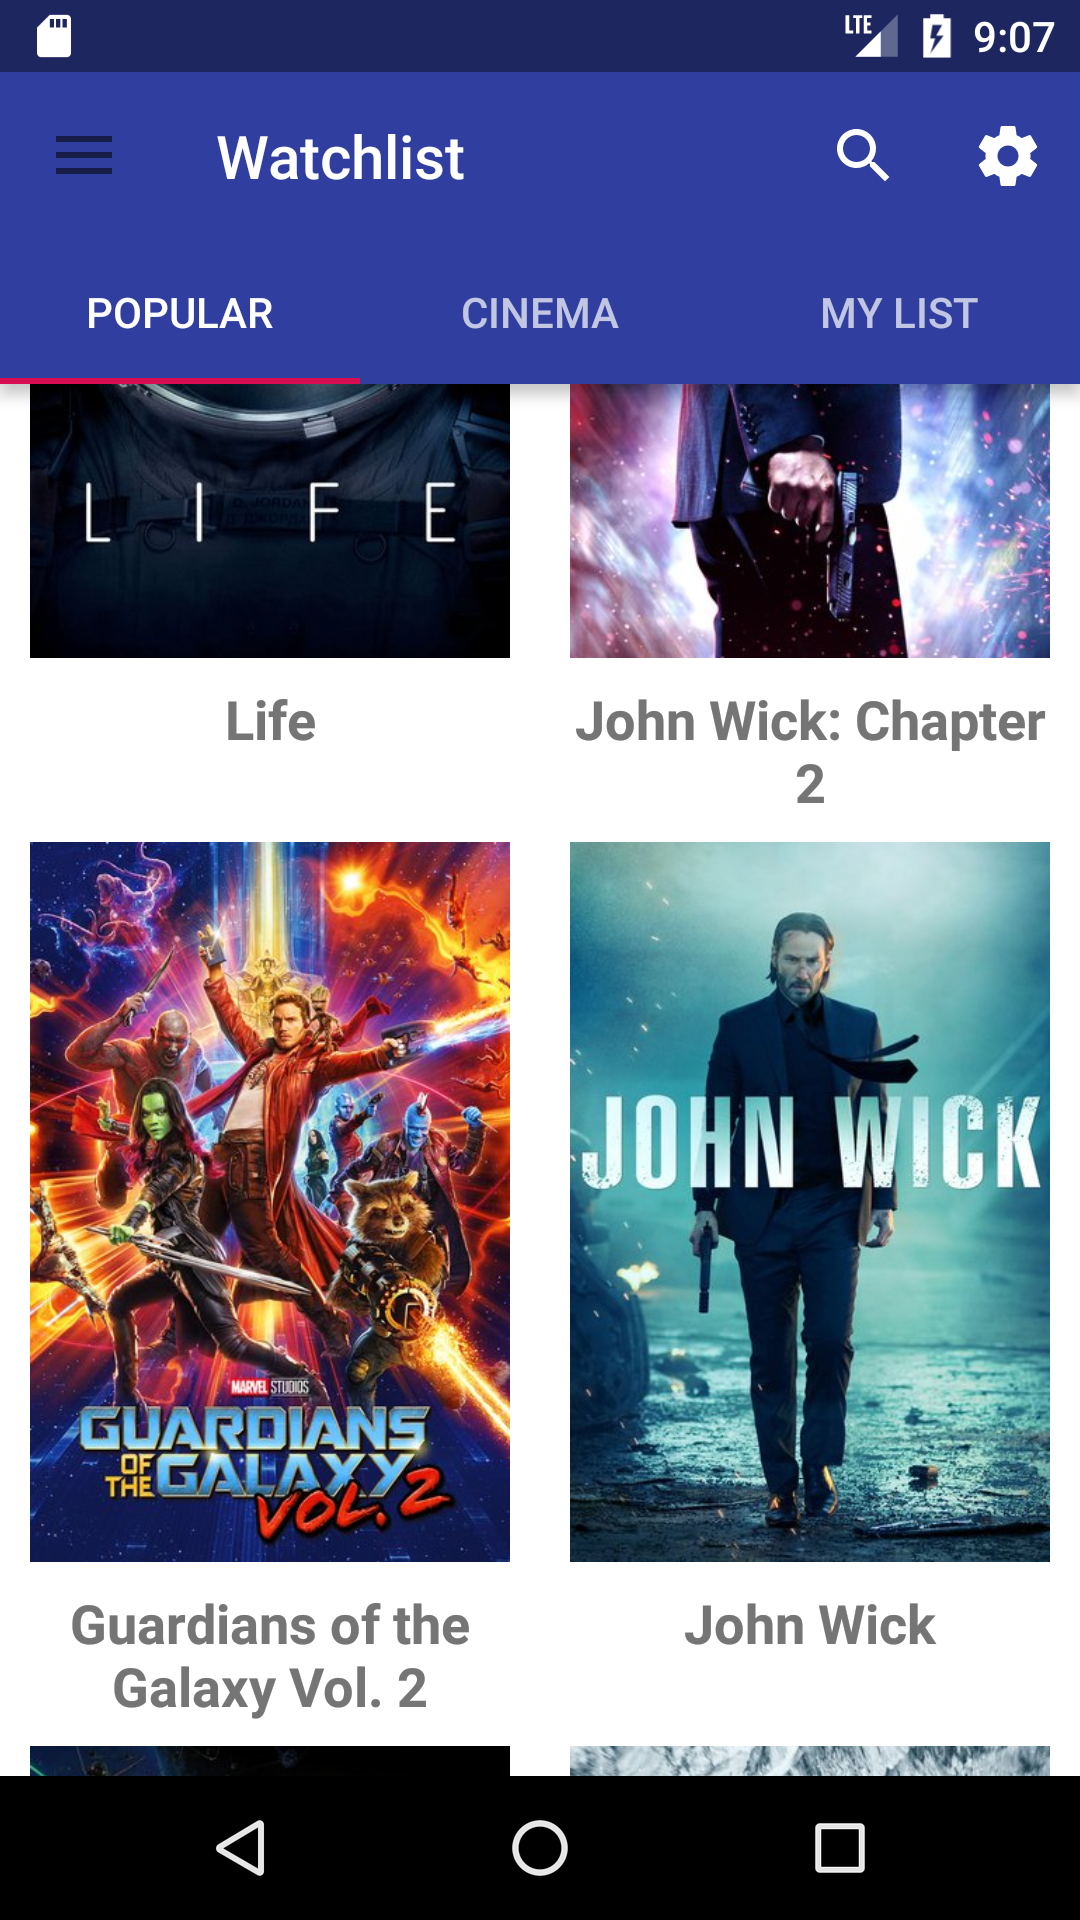 LTE 9:07
Watchlist
POPULAR CINEMA MY LIST
LIFE
Life
John Wick: Chapter
2
MARVEL STUDIOS
GUARDIANS
OF
THE GALAXY
VOL. 2
JOHN WICK
Guardians of the
Galaxy Vol. 2
John Wick